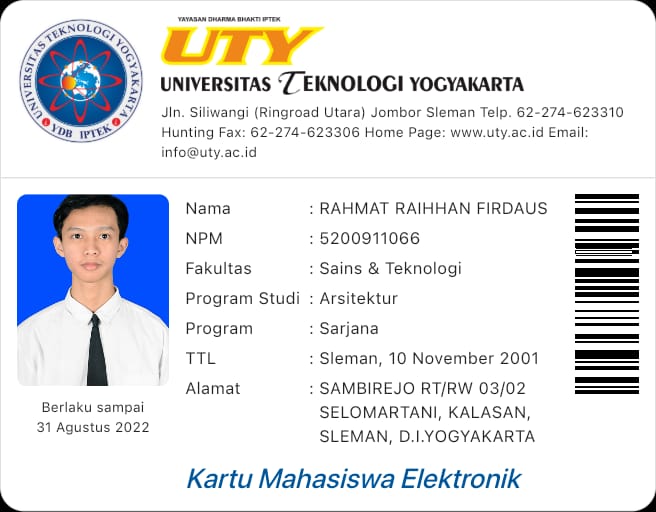 YAYASAN DHARMA BHAKTI IPTEK
UTY
UNIVERSITAS TEKNOLOGI YOGYAKARTA
UNIVERSITAS TEKNOLOGI YOGYAKARTA
YDB IPTEK
Jln. Siliwangi (Ringroad Utara) Jombor Sleman Telp. 62-274-623310
Hunting Fax: 62-274-623306 Home Page: www.uty.ac.id Email:
info@uty.ac.id
Nama : RAHMAT RAIHHAN FIRDAUS
NPM : 5200911066
Fakultas : Sains & Teknologi
Program Studi : Arsitektur
Program : Sarjana
TTL : Sleman, 10 November 2001
Alamat : SAMBIREJO RT/RW 03/02
SELOMARTANI, KALASAN,
SLEMAN, D.I.YOGYAKARTA
Berlaku sampai
31 Agustus 2022
Kartu Mahasiswa Elektronik